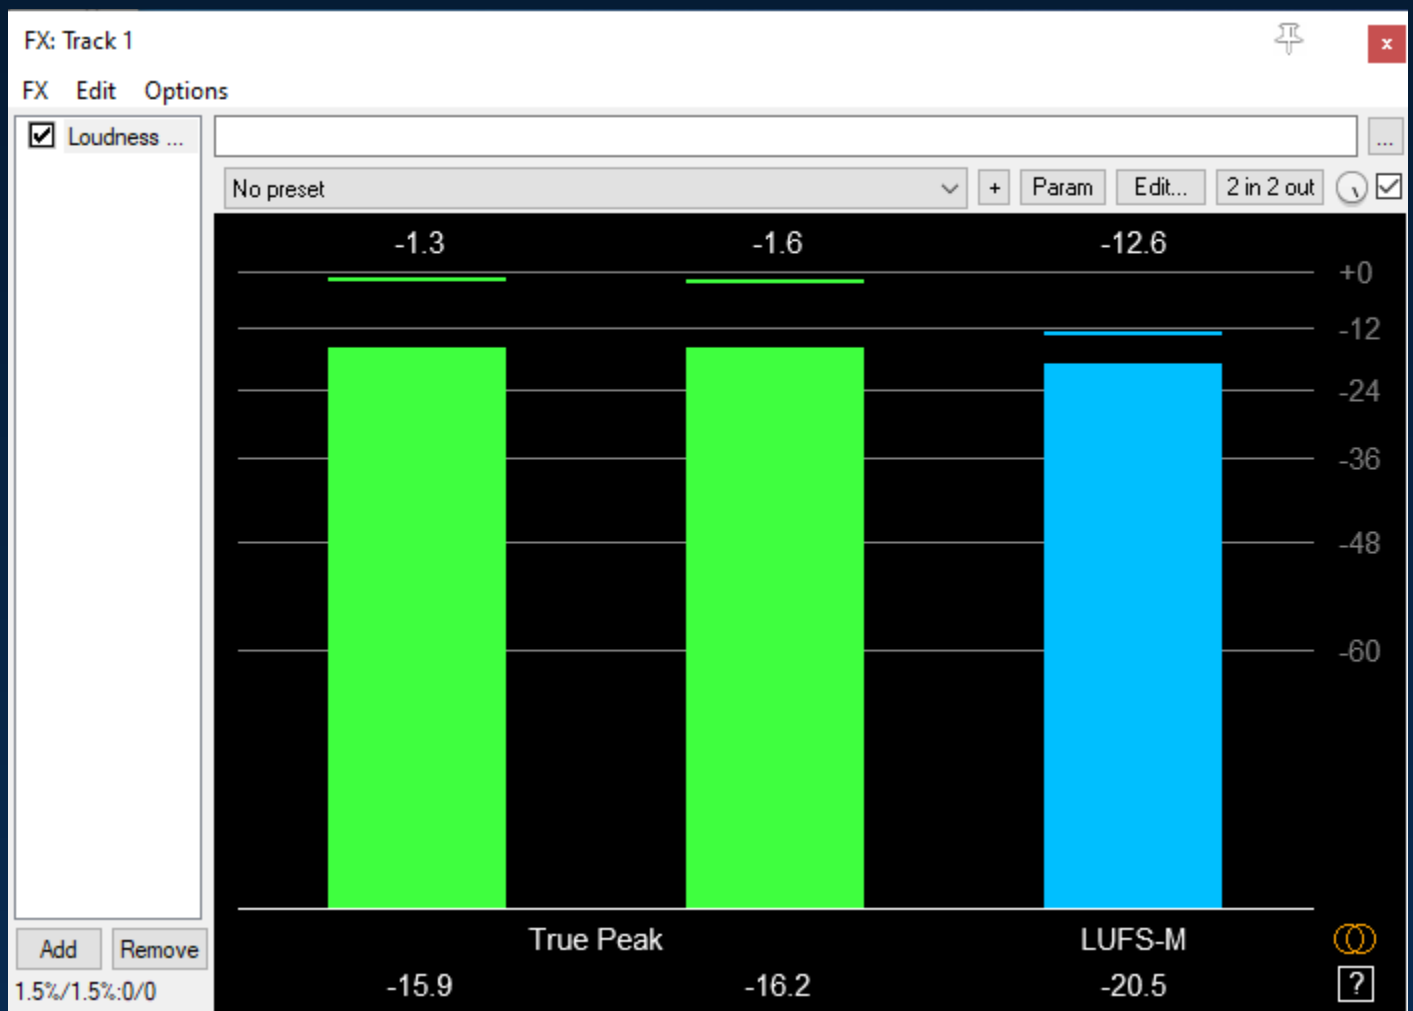 FX: Track 1
x
FX Edit Options
Loudness ...
...
No preset
+
Param
Edit...
2 in 2 out
-1.3 -1.6 -12.6
+0
-12
-24
-36
-48
-60
True Peak LUFS-M
-15.9 -16.2 -20.5
?
Add Remove
1.5%/1.5%:0/0